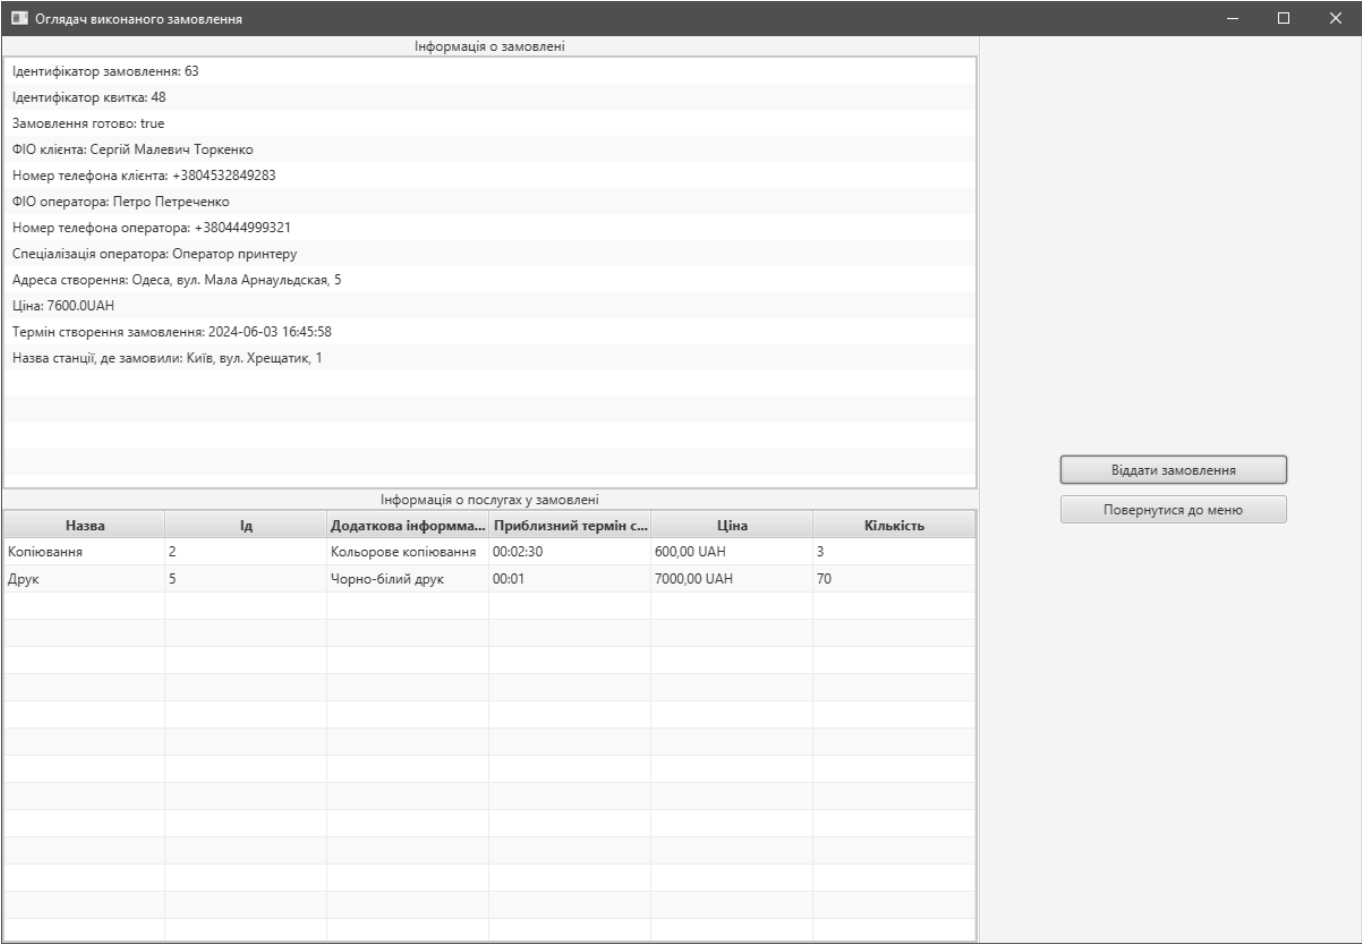 Оглядач виконаного замовлення
Інформація о замовлені
Ідентифікатор замовлення: 63
Ідентифікатор квитка: 48
Замовлення готово: true
ФІО клієнта: Сергій Малевич Торкенко
Номер телефона клієнта: +3804532849283
ФІО оператора: Петро Петреченко
Номер телефона оператора: +380444999321
Спеціалізація оператора: Оператор принтеру
Адреса створення: Одеса, вул. Мала Арнаульдская, 5
Ціна: 7600.0UAH
Термін створення замовлення: 2024-06-03 16:45:58
Назва станції, де замовили: Київ, вул. Хрещатик, 1
Інформація о послугах у замовлені
Назва Ід Додаткова інформма... Приблизний термін с... Ціна Кількість
Копіювання 2 Кольорове копіювання 00:02:30 600,00 UAH 3
Друк 5 Чорно-білий друк 00:01 7000,00 UAH 70
Віддати замовлення
Повернутися до меню